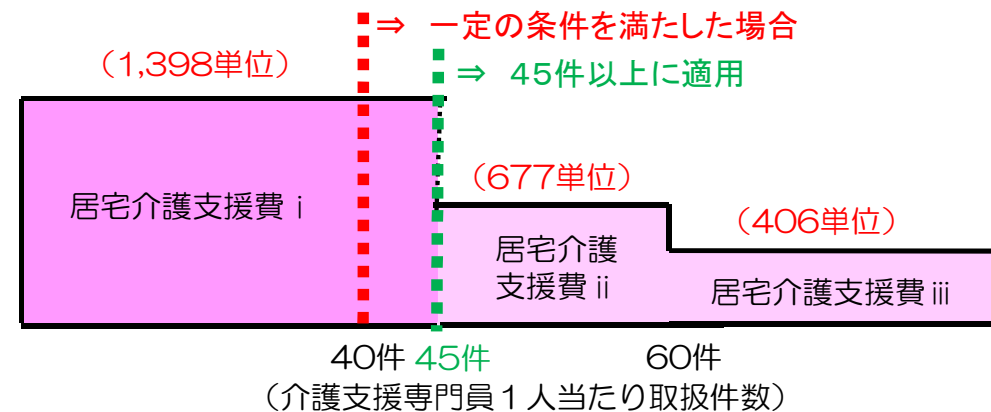 ⇒ 一定の条件を満たした場合
（1,398単位）
⇒ 45件以上に適用
（677単位）
居宅介護支援費ⅰ
（406単位）
居宅介護
支援費ⅱ
居宅介護支援費ⅲ
40件 45件 60件
（介護支援専門員１人当たり取扱件数）